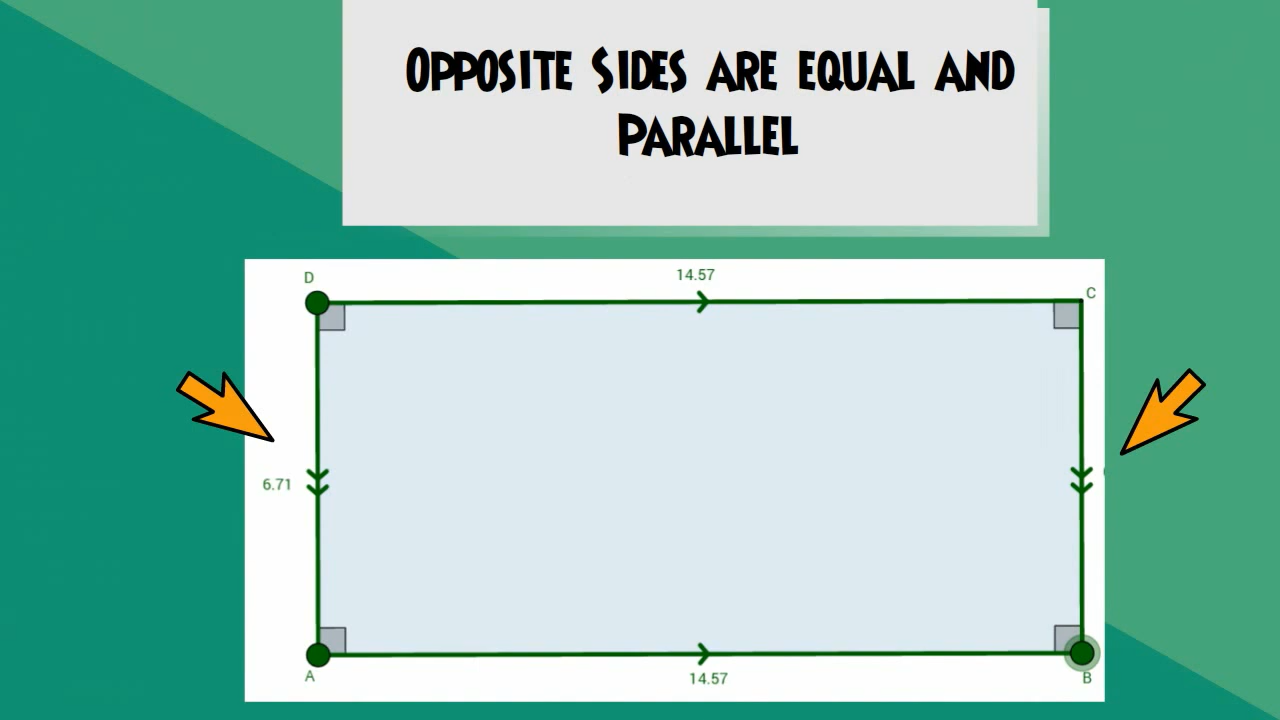 OPPOSITE SIDES ARE EQUAL AND
PARALLEL
D
14.57
C
6.71
A
14.57
B